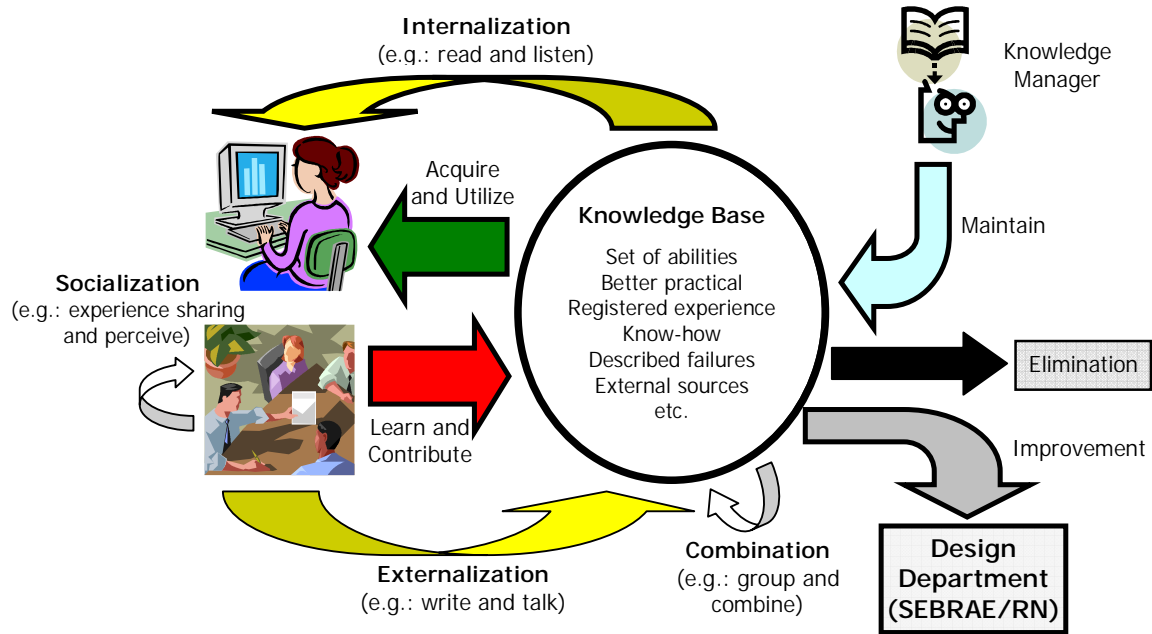 Internalization
(e.g.: read and listen)
Knowledge
Manager
Acquire
and Utilize
Knowledge Base
Set of abilities
Better practical
Registered experience
Know-how
Described failures
External sources
etc.
Maintain
Socialization
(e.g.: experience sharing
and perceive)
Elimination
Learn and
Contribute
Improvement
Combination
(e.g.: group and
combine)
Design
Department
(SEBRAE/RN)
Externalization
(e.g.: write and talk)